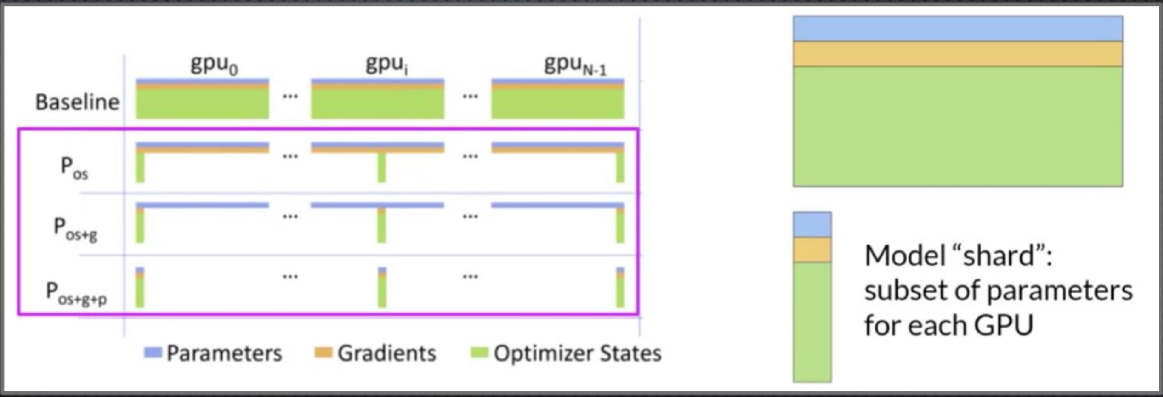 gpu0 gpui gpuN-1
Baseline ... ...
Pos ... ...
Pos+g ... ...
Pos+g+p ... ...
Parameters Gradients Optimizer States
Model “shard”:
subset of parameters
for each GPU